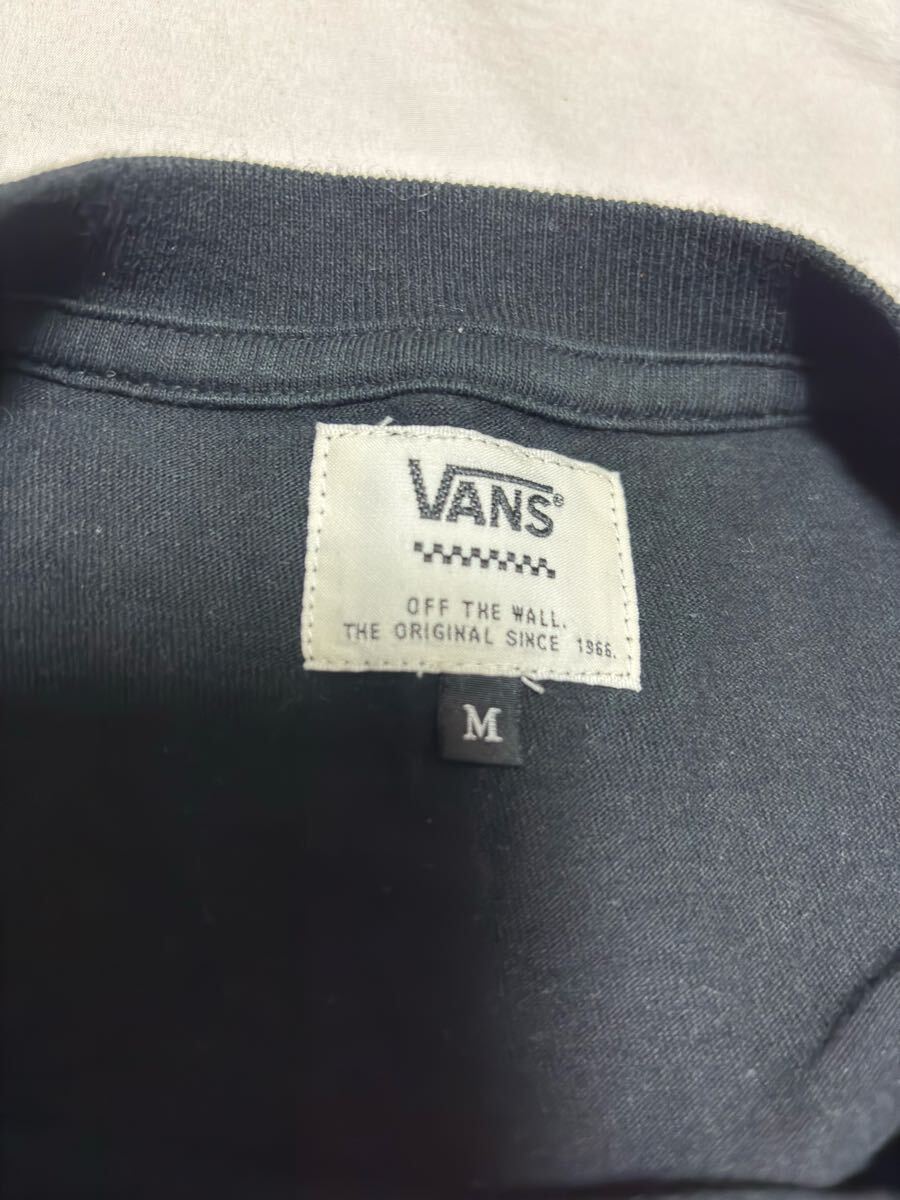 VANS®
OFF THE WALL.
THE ORIGINAL SINCE 1966.
M